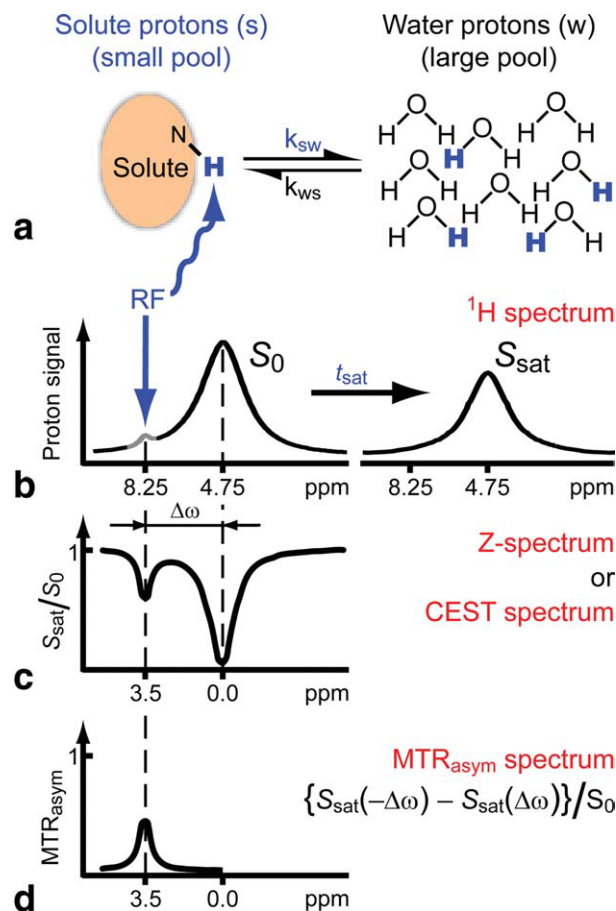 Solute protons (s)
(small pool)
Water protons (w)
(large pool)
N
Solute
H
k_sw
k_ws
O
H H
O
H H
O
H H
O
H H
O
H H
O
H H
O
H H
O
H H
a
RF
¹H spectrum
Proton signal
S₀
t_sat
S_sat
8.25 4.75 ppm
8.25 4.75 ppm
b
Δω
1
S_sat/S₀
Z-spectrum
or
CEST spectrum
3.5 0.0 ppm
c
1
MTR_asym
MTR_asym spectrum
{S_sat(-Δω) – S_sat(Δω)}/S₀
3.5 0.0 ppm
d